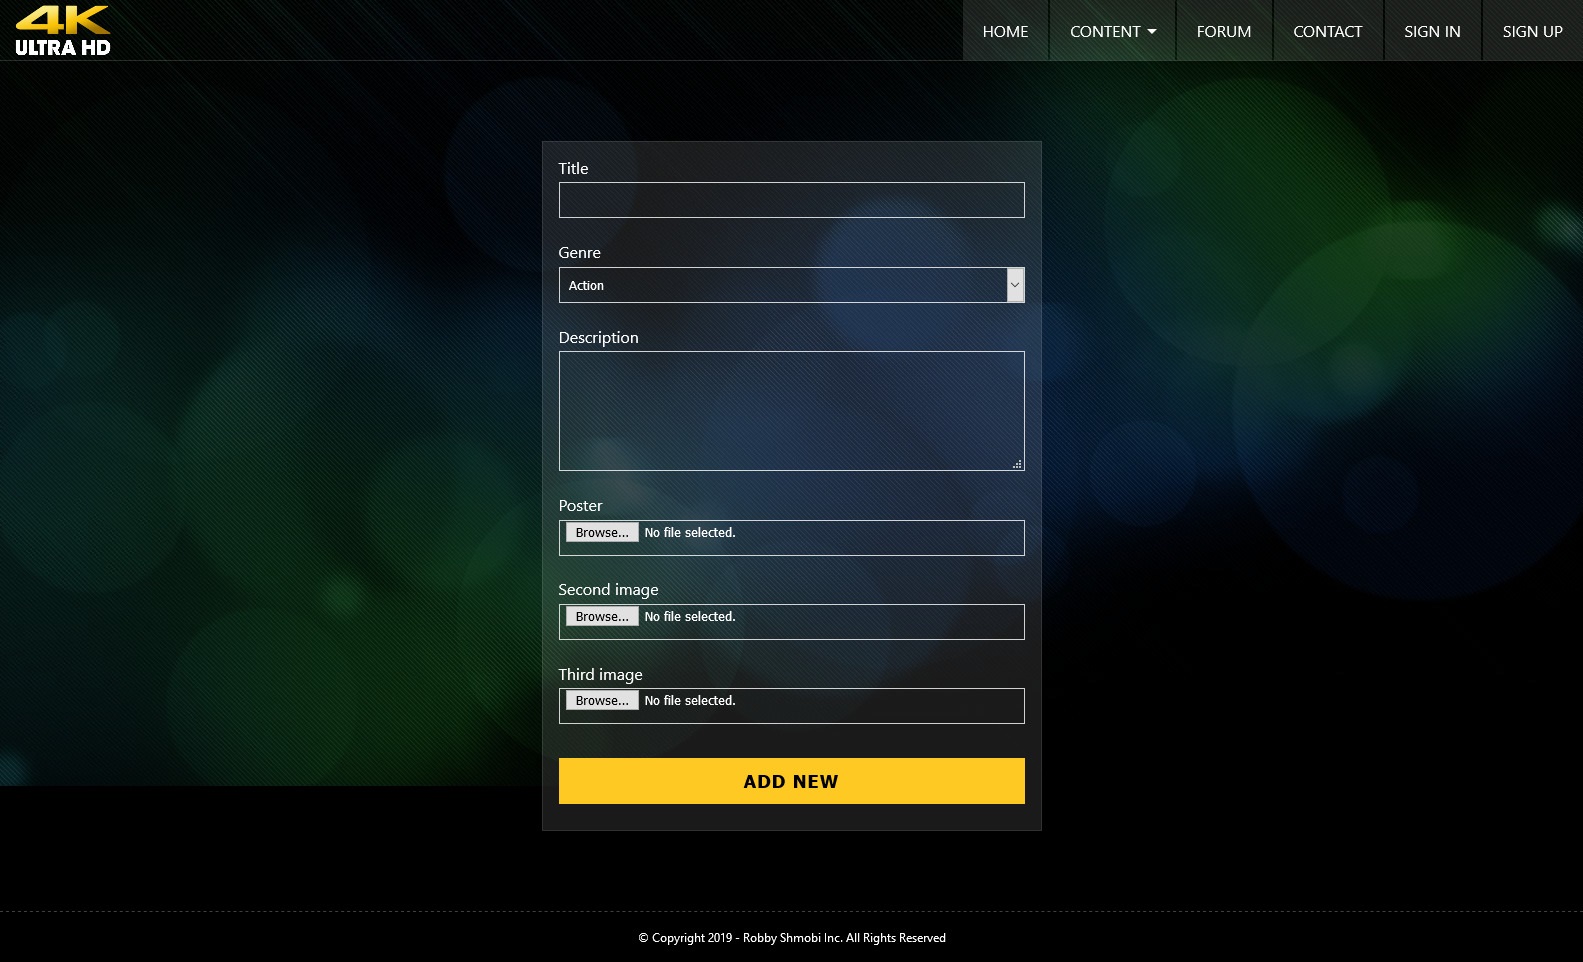 4K
ULTRA HD
HOME CONTENT FORUM CONTACT SIGN IN SIGN UP
Title
Genre
Action
Description
Poster
Browse... No file selected.
Second image
Browse... No file selected.
Third image
Browse... No file selected.
ADD NEW
© Copyright 2019 - Robby Shmobi Inc. All Rights Reserved